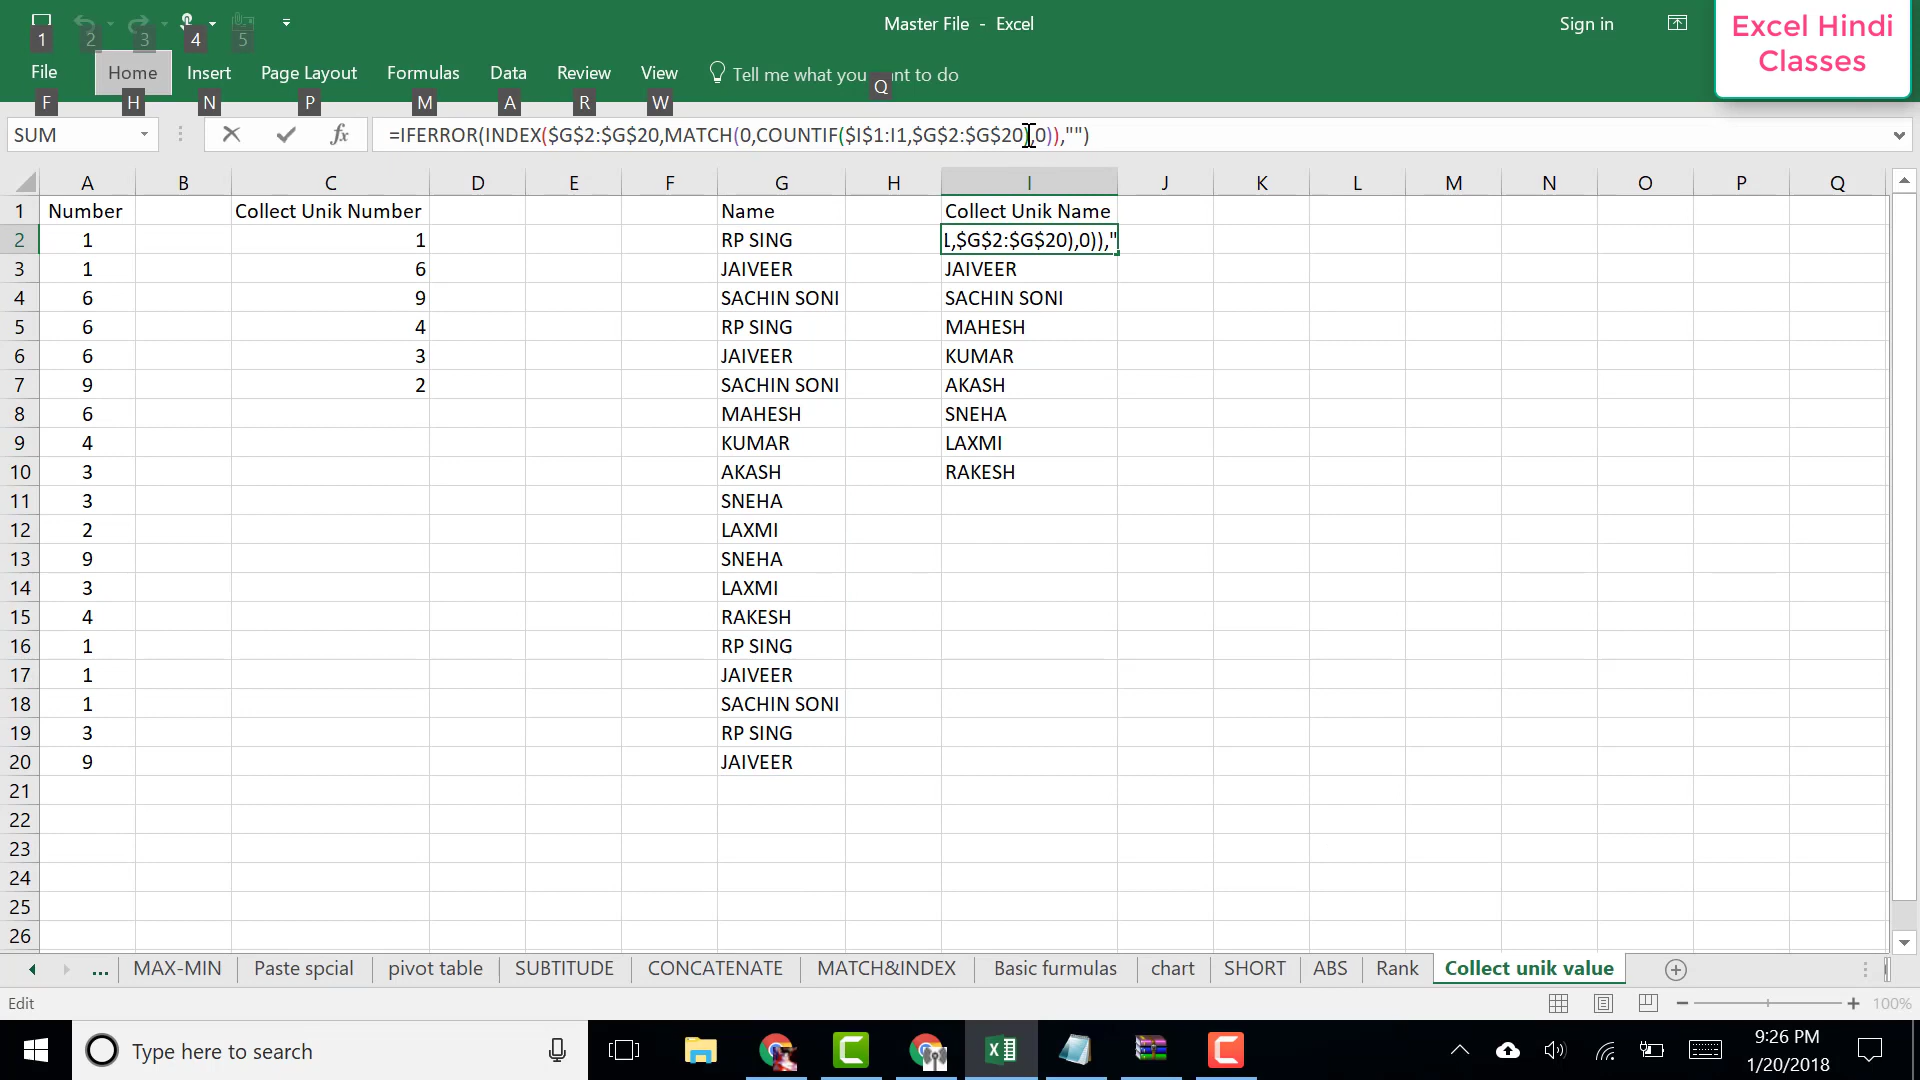 Master File - Excel
Sign in
Excel Hindi
Classes
1
2
3
4
5
File
Home
Insert
Page Layout
Formulas
Data
Review
View
Tell me what you want to do
F
H
N
P
M
A
R
W
Q
SUM
fx
=IFERROR(INDEX($G$2:$G$20,MATCH(0,COUNTIF($I$1:I1,$G$2:$G$20),0)),"")
A B C D E F G H I J K L M N O P Q
1 Number Collect Unik Number Name Collect Unik Name
2 1 1 RP SING L,$G$2:$G$20),0)),"
3 1 6 JAIVEER JAIVEER
4 6 9 SACHIN SONI SACHIN SONI
5 6 4 RP SING MAHESH
6 6 3 JAIVEER KUMAR
7 9 2 SACHIN SONI AKASH
8 6 MAHESH SNEHA
9 4 KUMAR LAXMI
10 3 AKASH RAKESH
11 3 SNEHA
12 2 LAXMI
13 9 SNEHA
14 3 LAXMI
15 4 RAKESH
16 1 RP SING
17 1 JAIVEER
18 1 SACHIN SONI
19 3 RP SING
20 9 JAIVEER
21
22
23
24
25
26
... MAX-MIN Paste spcial pivot table SUBTITUDE CONCATENATE MATCH&INDEX Basic furmulas chart SHORT ABS Rank Collect unik value
Edit
100%
Type here to search
9:26 PM
1/20/2018